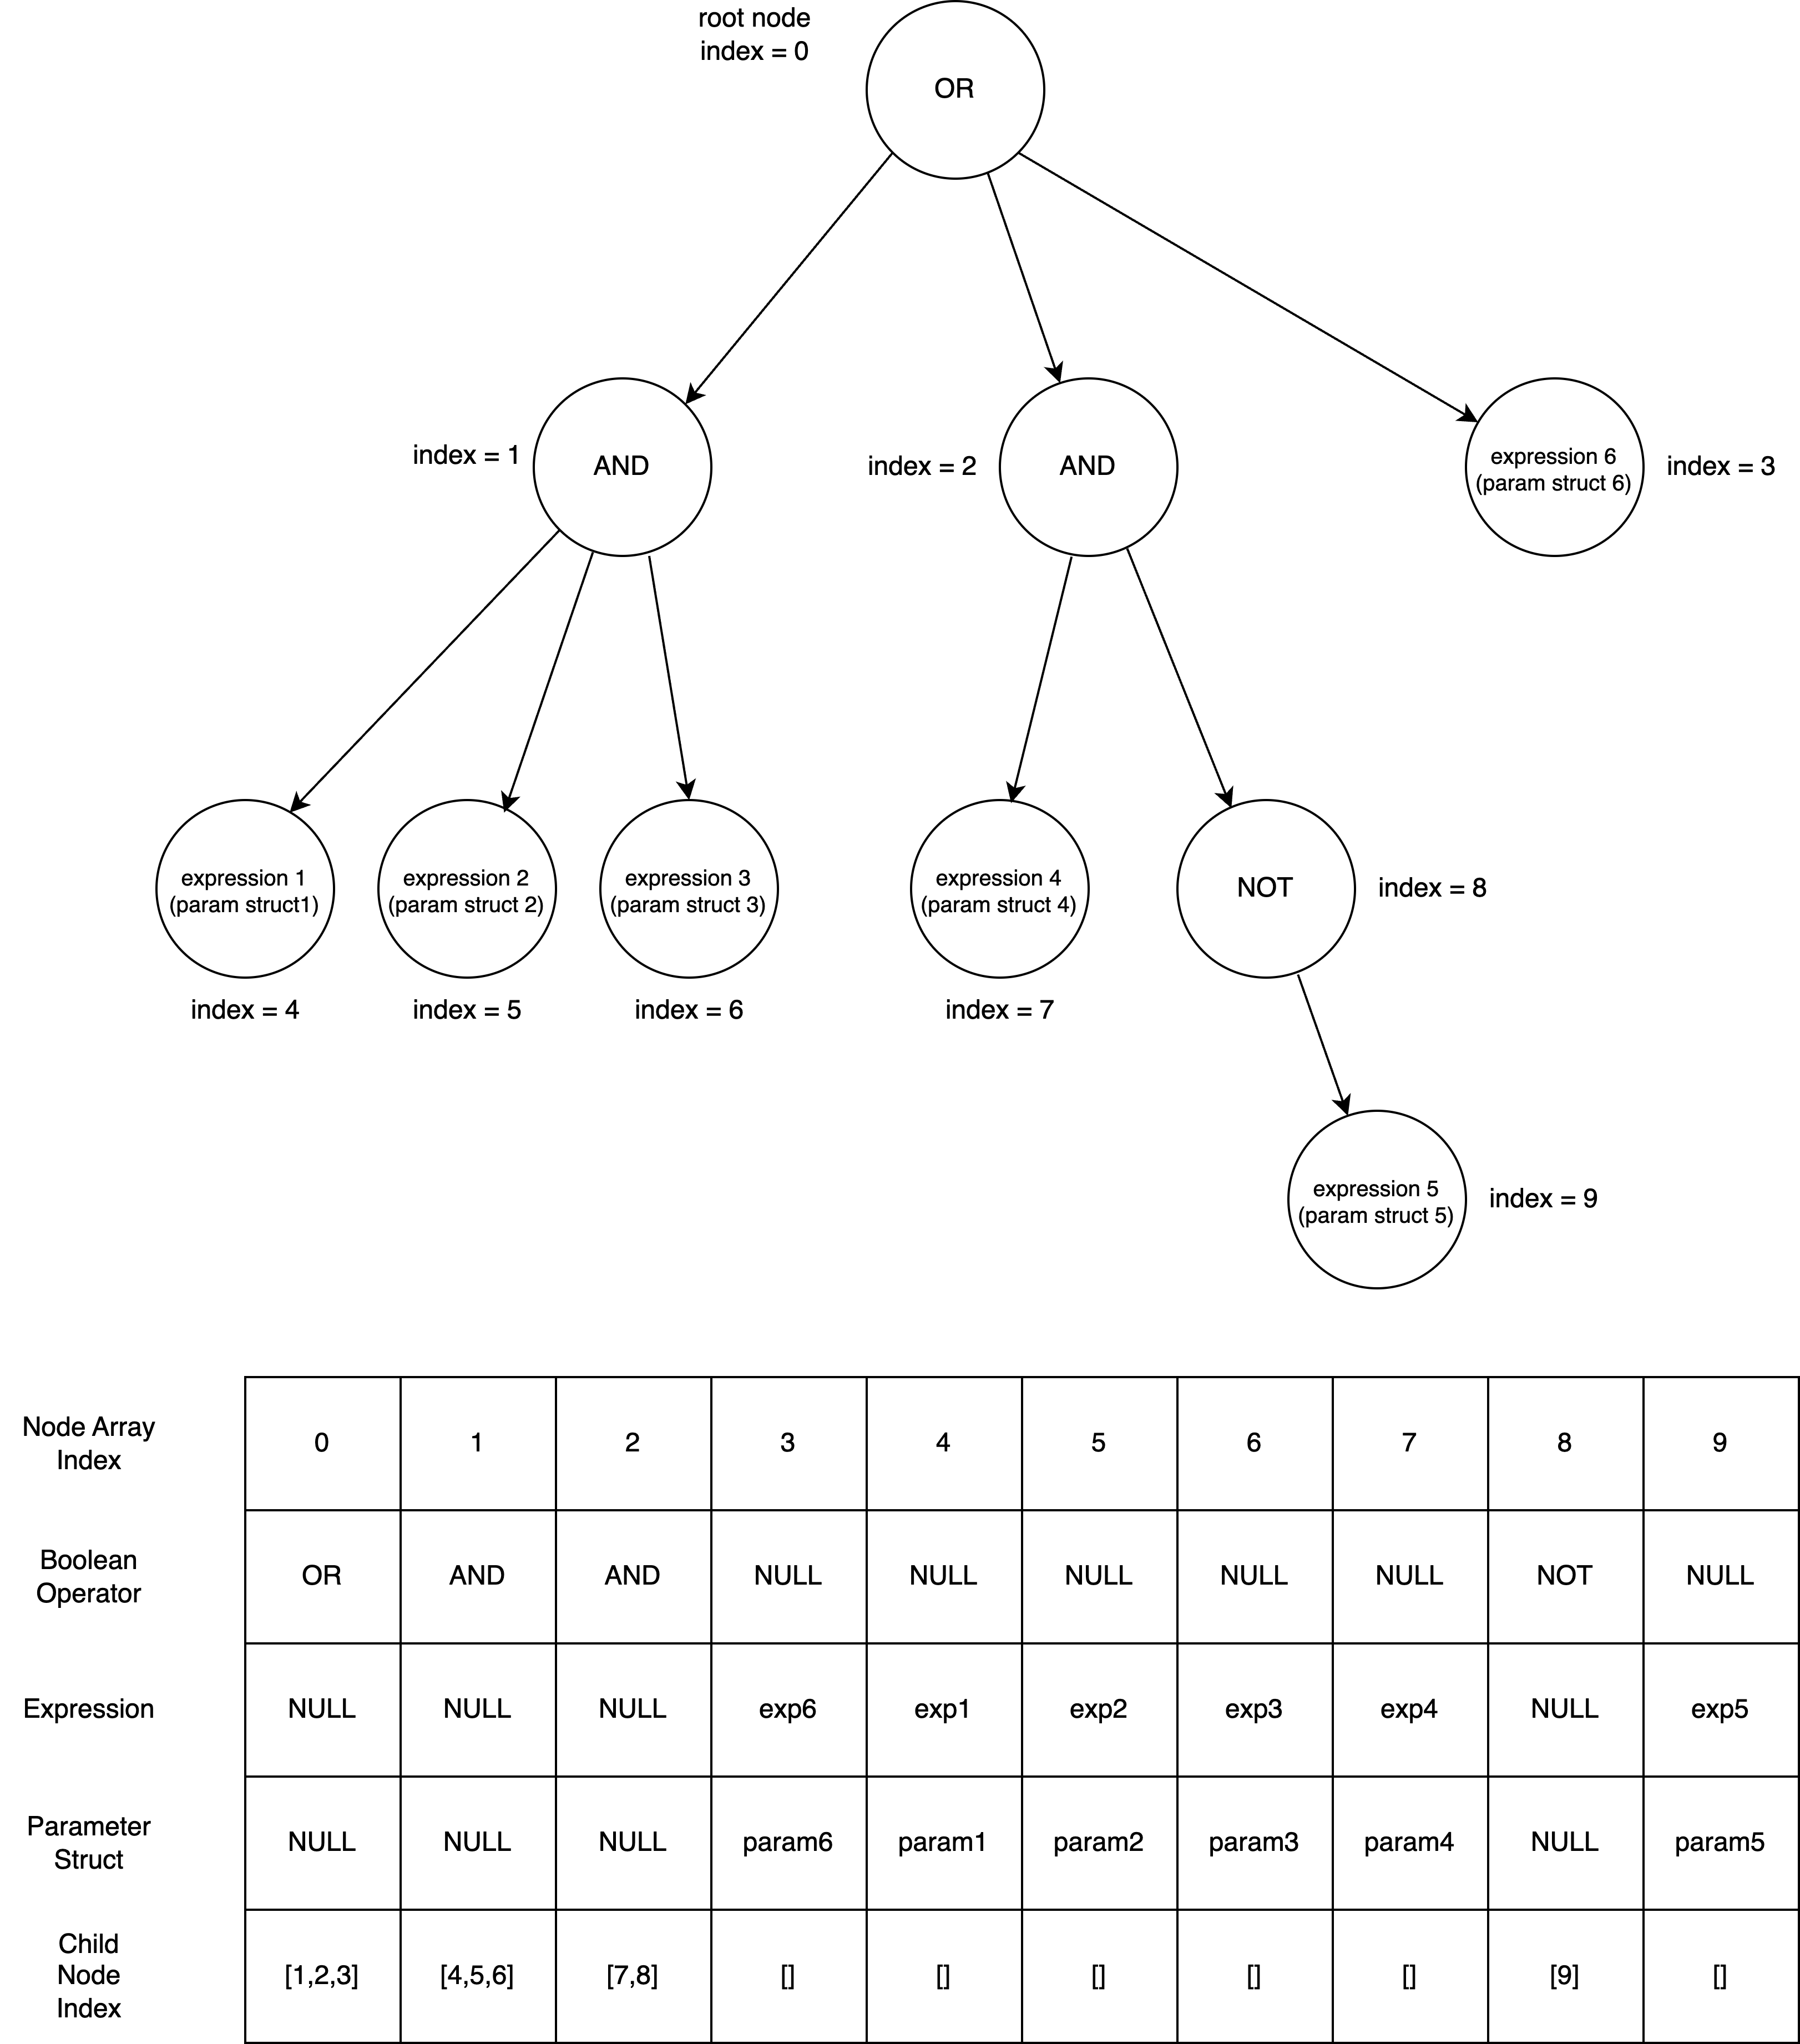 root node
index = 0
OR
index = 1
AND
index = 2
AND
expression 6
(param struct 6)
index = 3
expression 1
(param struct1)
expression 2
(param struct 2)
expression 3
(param struct 3)
expression 4
(param struct 4)
NOT
index = 8
index = 4
index = 5
index = 6
index = 7
expression 5
(param struct 5)
index = 9
Node Array
Index
0 1 2 3 4 5 6 7 8 9
Boolean
Operator
OR AND AND NULL NULL NULL NULL NULL NOT NULL
Expression NULL NULL NULL exp6 exp1 exp2 exp3 exp4 NULL exp5
Parameter
Struct
NULL NULL NULL param6 param1 param2 param3 param4 NULL param5
Child
Node
Index
[1,2,3] [4,5,6] [7,8] [] [] [] [] [] [9] []